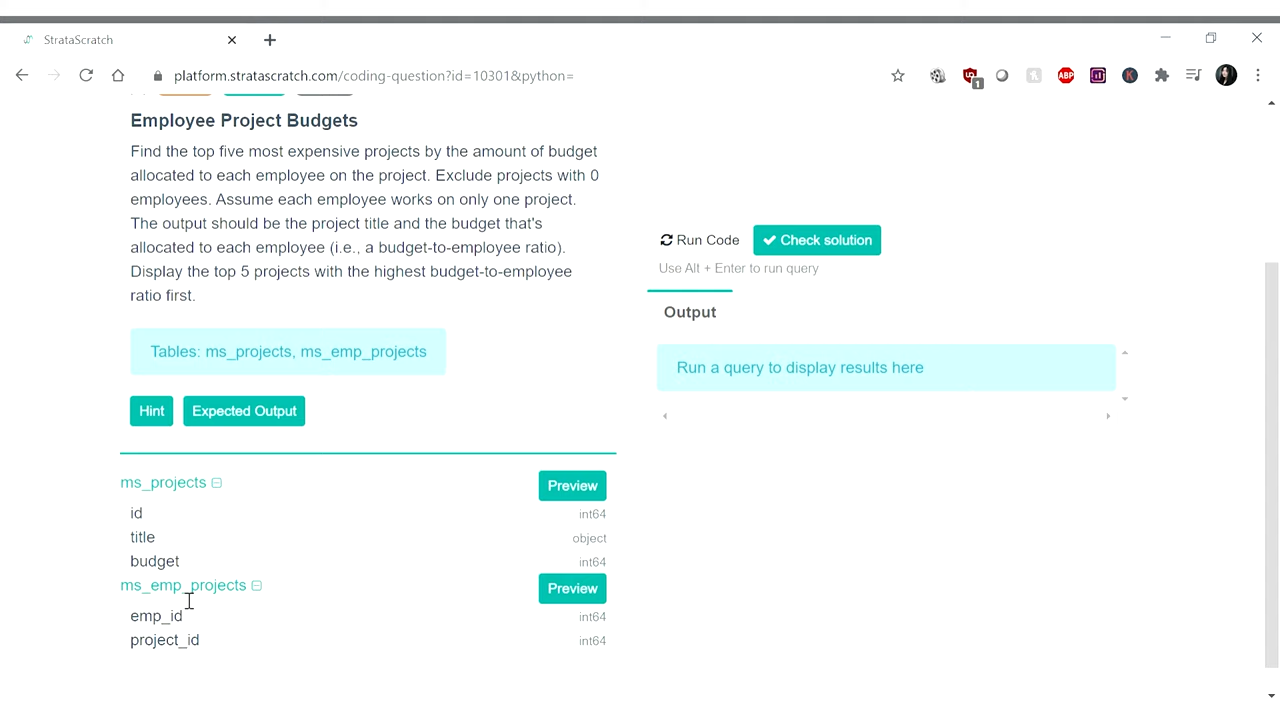 StrataScratch
platform.stratascratch.com/coding-question?id=10301&python=
1
ABP
K
Employee Project Budgets
Find the top five most expensive projects by the amount of budget
allocated to each employee on the project. Exclude projects with 0
employees. Assume each employee works on only one project.
The output should be the project title and the budget that's
allocated to each employee (i.e., a budget-to-employee ratio).
Display the top 5 projects with the highest budget-to-employee
ratio first.
Tables: ms_projects, ms_emp_projects
Hint
Expected Output
ms_projects
Preview
id int64
title object
budget int64
ms_emp_projects
Preview
emp_id int64
project_id int64
Run Code
Check solution
Use Alt + Enter to run query
Output
Run a query to display results here